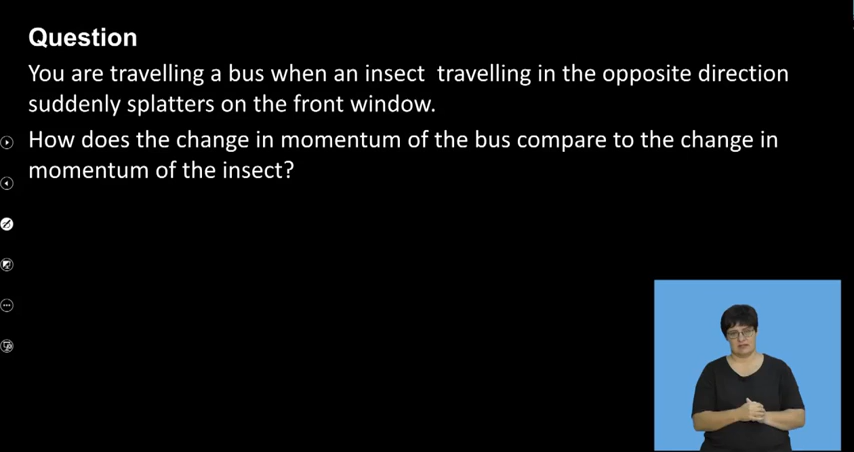 Question
You are travelling a bus when an insect travelling in the opposite direction
suddenly splatters on the front window.
How does the change in momentum of the bus compare to the change in
momentum of the insect?